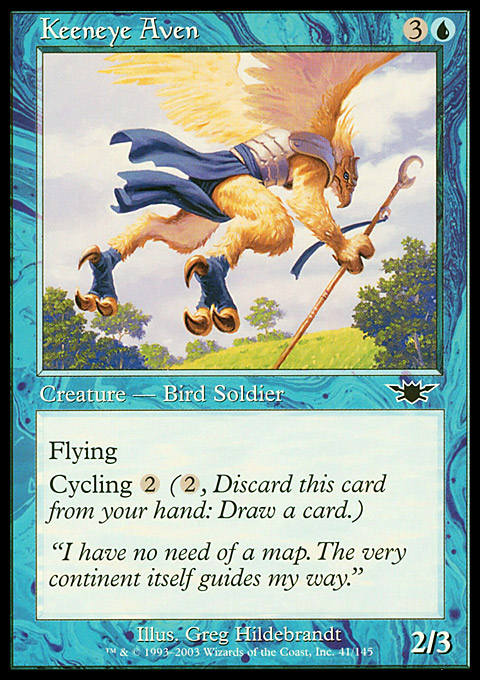 Keeneye Aven 3
Creature — Bird Soldier
Flying
Cycling 2 (2, Discard this card
from your hand: Draw a card.)
“I have no need of a map. The very
continent itself guides my way.”
Illus. Greg Hildebrandt
2/3
™ & © 1993-2003 Wizards of the Coast, Inc. 41/145